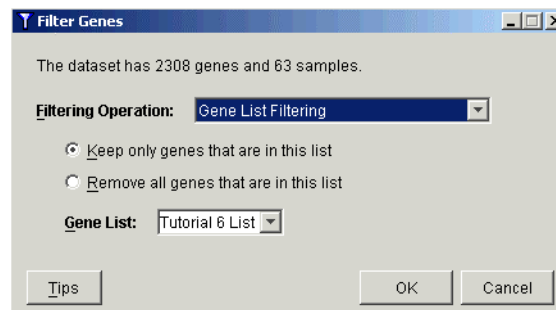 Filter Genes
The dataset has 2308 genes and 63 samples.
Filtering Operation: Gene List Filtering
Keep only genes that are in this list
Remove all genes that are in this list
Gene List: Tutorial 6 List
Tips OK Cancel